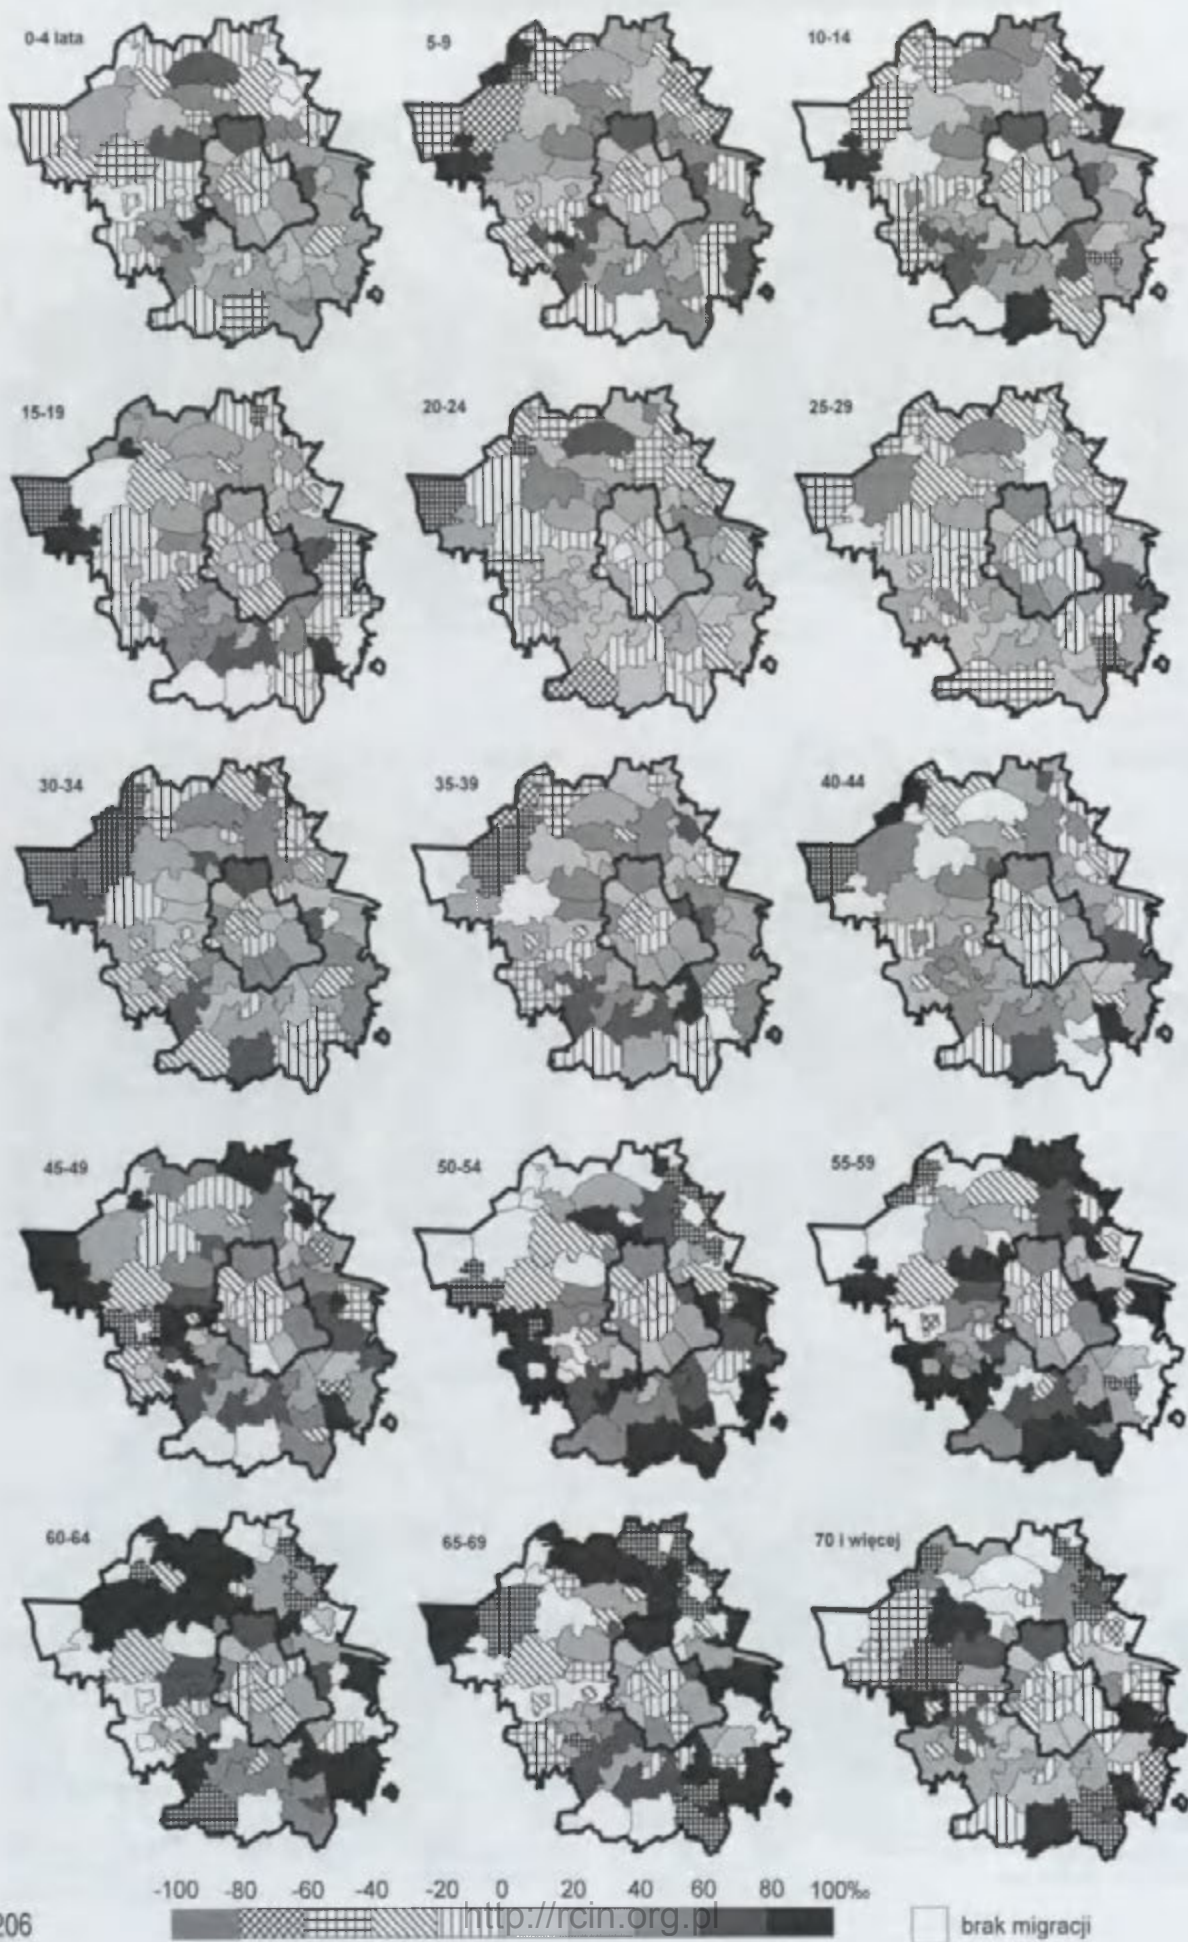 0-4 lata
5-9
10-14
15-19
20-24
25-29
30-34
35-39
40-44
45-49
50-54
55-59
60-64
65-69
70 i więcej
-100 -80 -60 -40 -20 0 20 40 60 80 100‰
206
http://rcin.org.pl
brak migracji